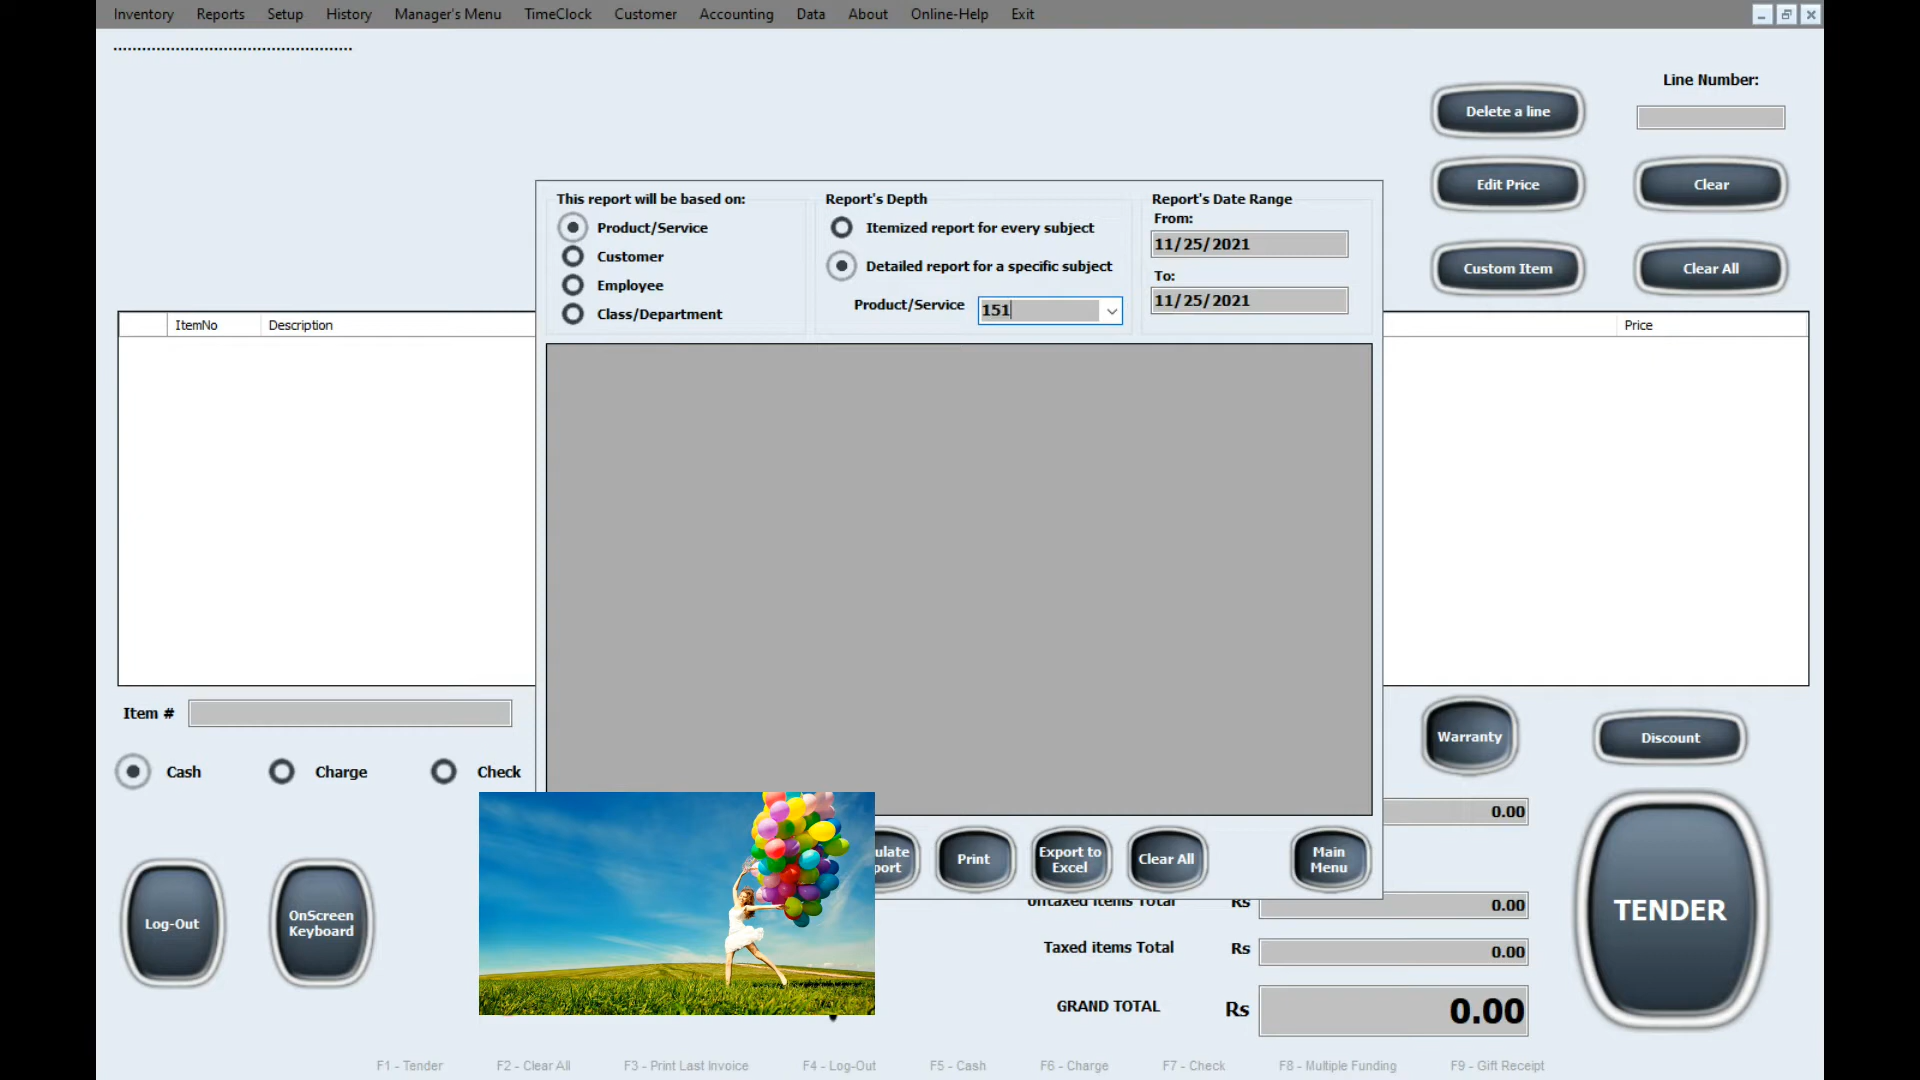 Inventory Reports Setup History Manager's Menu TimeClock Customer Accounting Data About Online-Help Exit
Line Number:
Delete a line
Edit Price Clear
Custom Item Clear All
This report will be based on:
Product/Service
Customer
Employee
Class/Department
Report's Depth
Itemized report for every subject
Detailed report for a specific subject
Product/Service 151
Report's Date Range
From:
11/25/2021
To:
11/25/2021
ItemNo Description Price
Item #
Cash Charge Check
Warranty Discount
0.00
Print
Export to
Excel
Clear All
Main
Menu
Log-Out
OnScreen
Keyboard
Untaxed items Total Rs 0.00
Taxed items Total Rs 0.00
GRAND TOTAL Rs 0.00
TENDER
F1 - Tender F2 - Clear All F3 - Print Last Invoice F4 - Log-Out F5 - Cash F6 - Charge F7 - Check F8 - Multiple Funding F9 - Gift Receipt